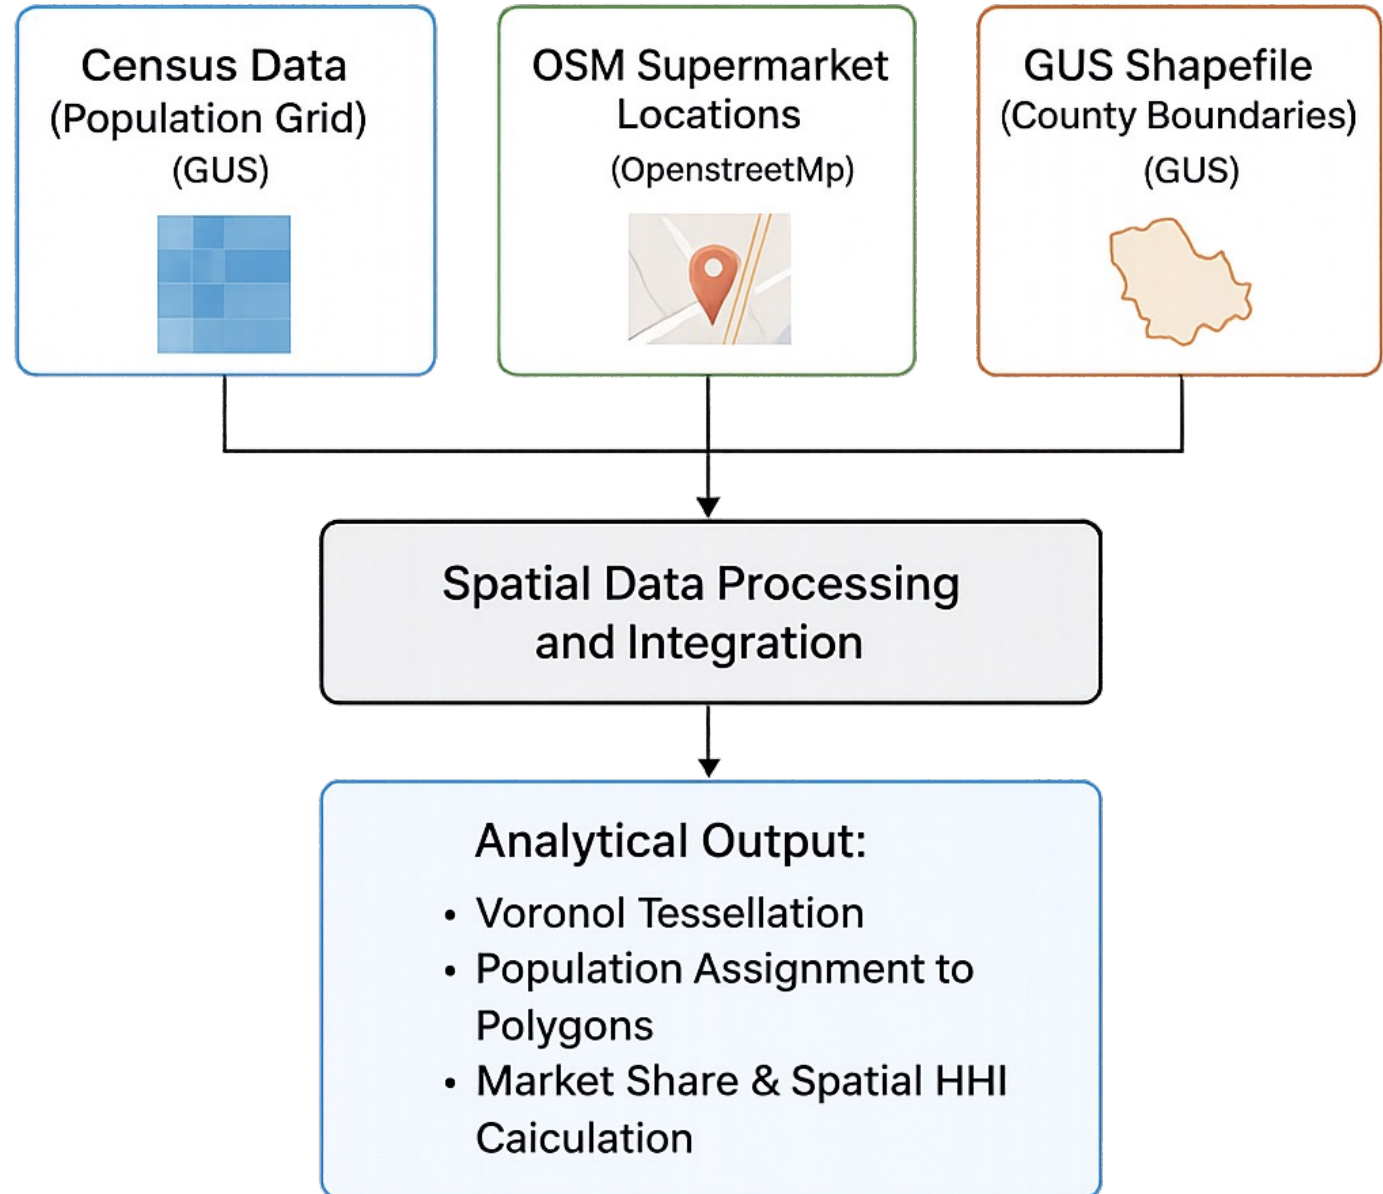 Census Data
(Population Grid)
(GUS)
OSM Supermarket
Locations
(OpenstreetMp)
GUS Shapefile
(County Boundaries)
(GUS)
Spatial Data Processing
and Integration
Analytical Output:
• Voronol Tessellation
• Population Assignment to
Polygons
• Market Share & Spatial HHI
Caiculation